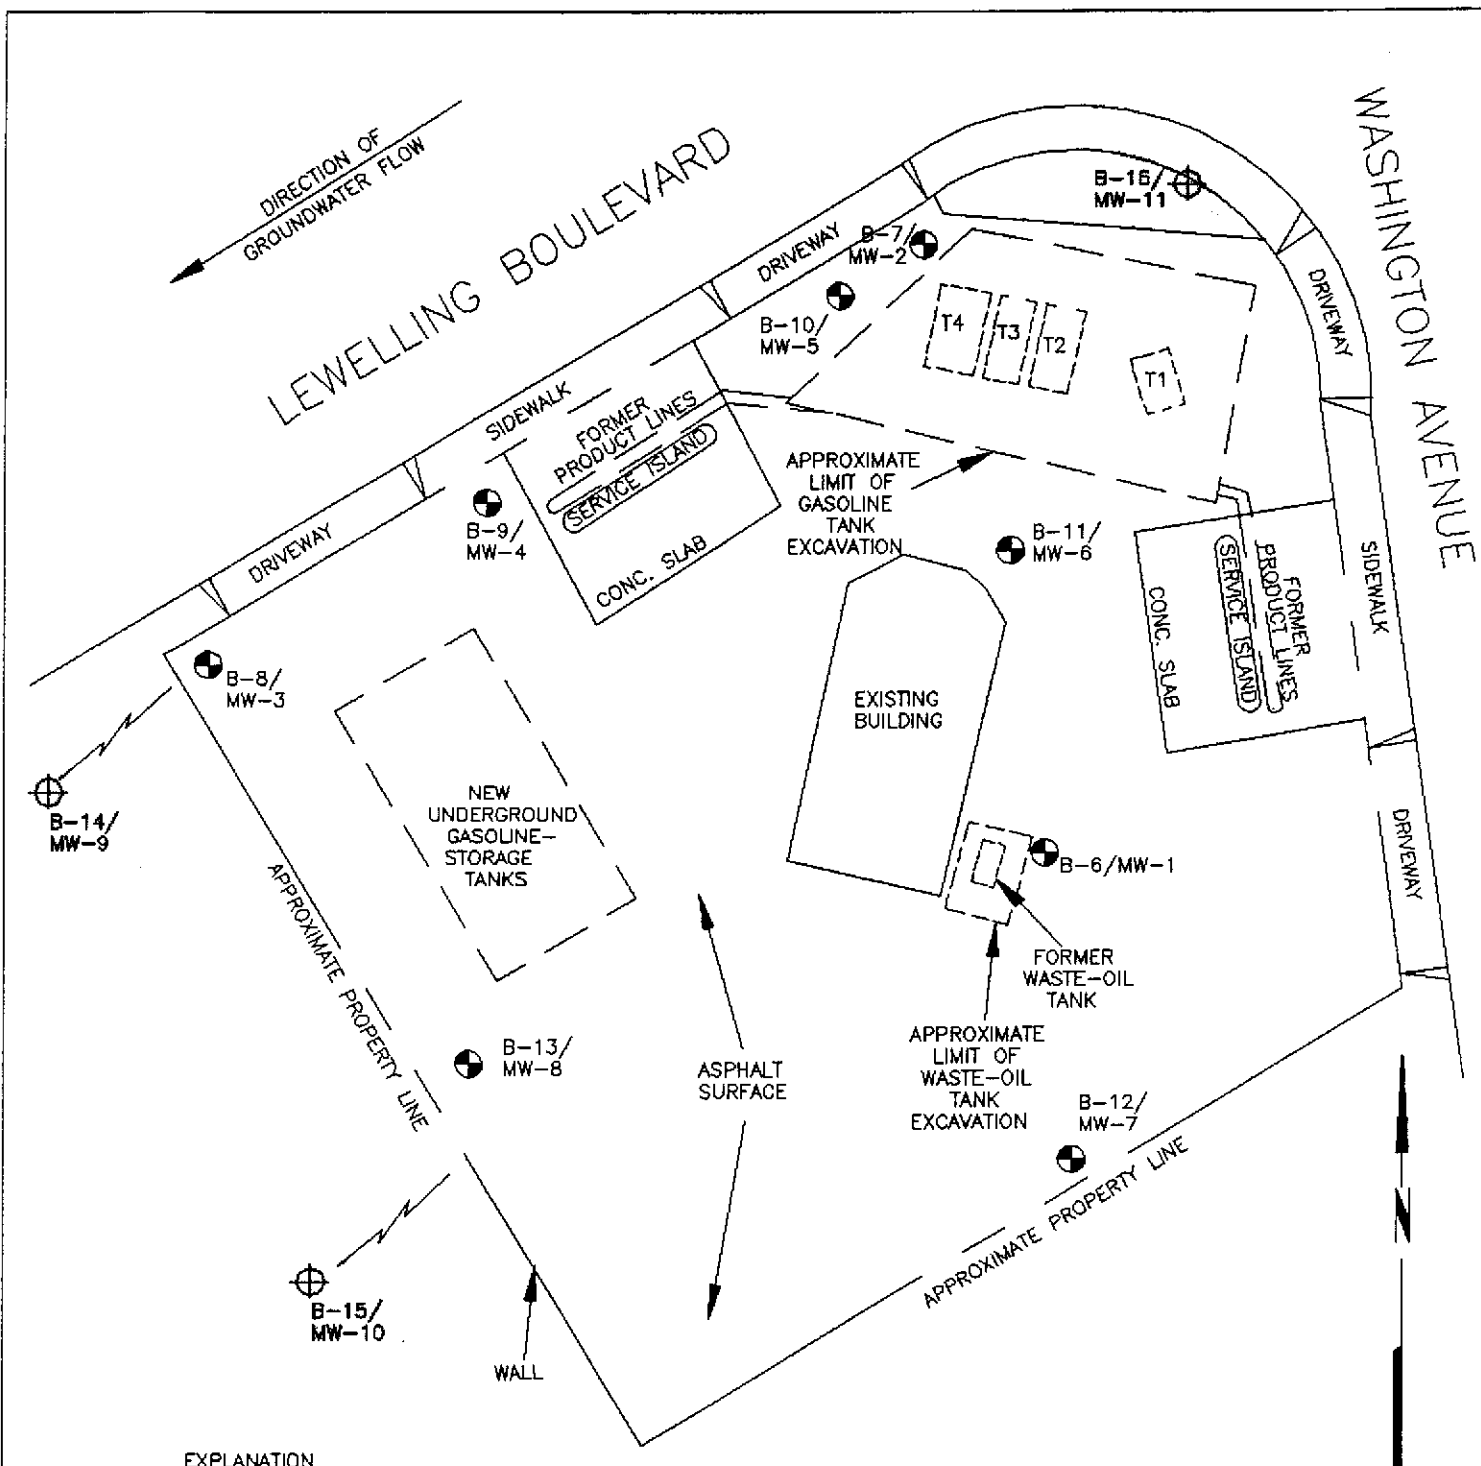 WASHINGTON AVENUE
DIRECTION OF
GROUNDWATER FLOW
LEWELLING BOULEVARD
B-16/
MW-11
DRIVEWAY
B-7/
MW-2
DRIVEWAY
B-10/
MW-5
T4
T3
T2
T1
SIDEWALK
FORMER
PRODUCT LINES
SERVICE ISLAND
CONC. SLAB
APPROXIMATE
LIMIT OF
GASOLINE
TANK
EXCAVATION
B-9/
MW-4
DRIVEWAY
B-11/
MW-6
SIDEWALK
FORMER
PRODUCT LINES
SERVICE ISLAND
CONC. SLAB
B-8/
MW-3
EXISTING
BUILDING
NEW
UNDERGROUND
GASOLINE-
STORAGE
TANKS
B-14/
MW-9
B-6/MW-1
DRIVEWAY
APPROXIMATE PROPERTY LINE
FORMER
WASTE-OIL
TANK
APPROXIMATE
LIMIT OF
WASTE-OIL
TANK
EXCAVATION
B-13/
MW-8
ASPHALT
SURFACE
B-12/
MW-7
APPROXIMATE PROPERTY LINE
N
B-15/
MW-10
WALL
EXPLANATION